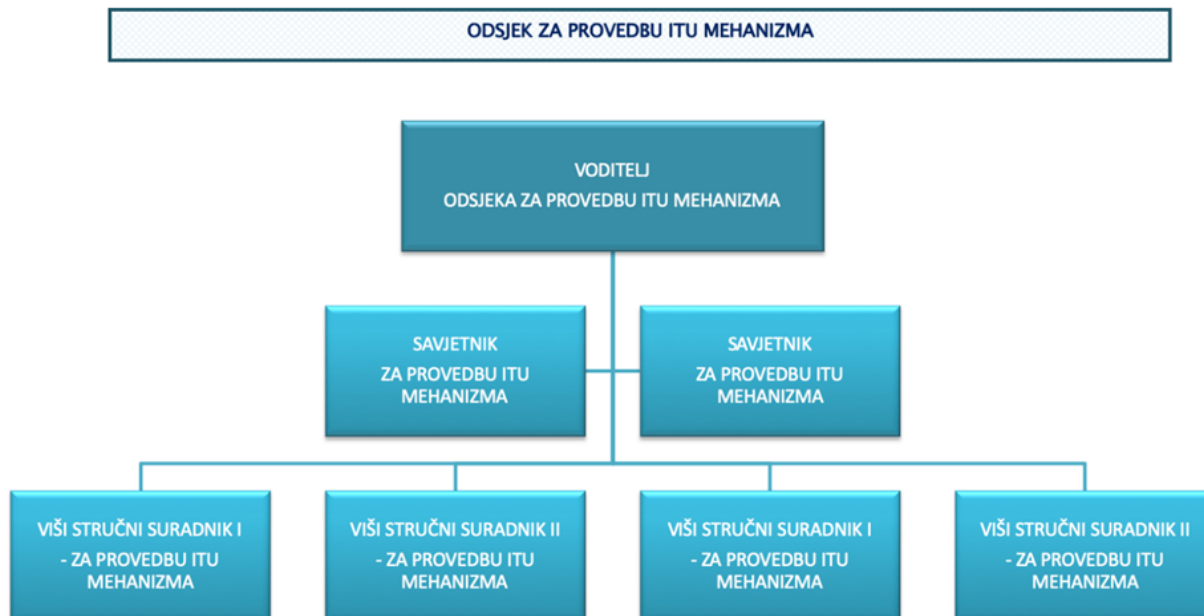 ODSJEK ZA PROVEDBU ITU MEHANIZMA
VODITELJ
ODSJEKA ZA PROVEDBU ITU MEHANIZMA
SAVJETNIK
ZA PROVEDBU ITU
MEHANIZMA
SAVJETNIK
ZA PROVEDBU ITU
MEHANIZMA
VIŠI STRUČNI SURADNIK I
- ZA PROVEDBU ITU
MEHANIZMA
VIŠI STRUČNI SURADNIK II
- ZA PROVEDBU ITU
MEHANIZMA
VIŠI STRUČNI SURADNIK I
- ZA PROVEDBU ITU
MEHANIZMA
VIŠI STRUČNI SURADNIK II
- ZA PROVEDBU ITU
MEHANIZMA